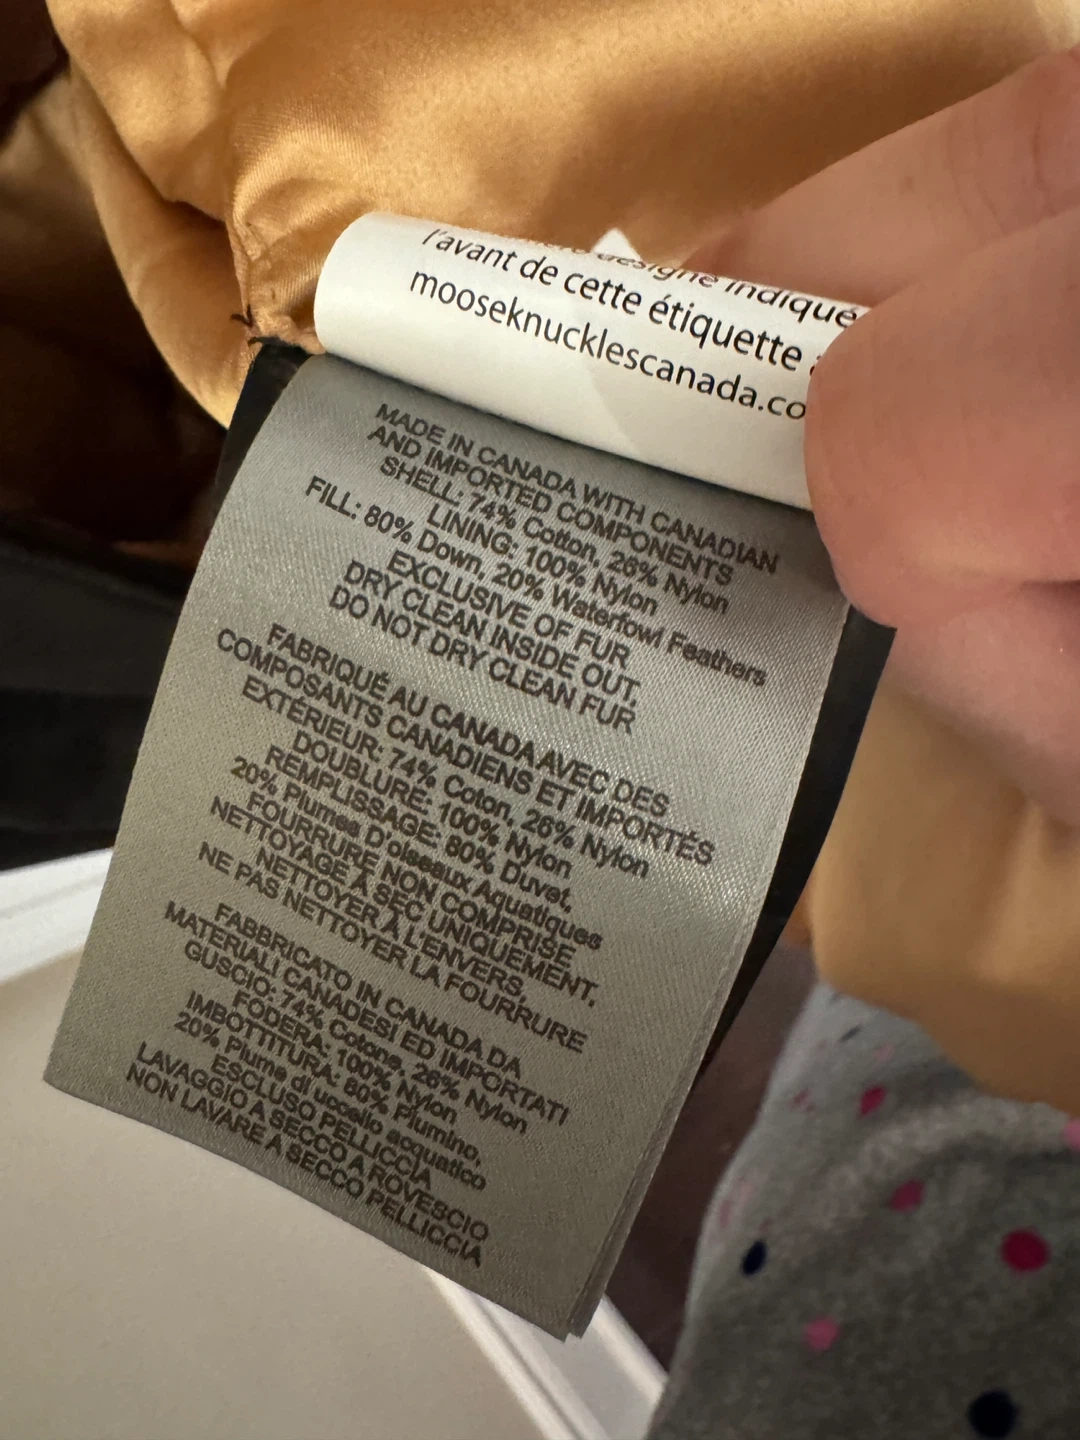 designé indiqué
l'avant de cette étiquette
mooseknucklescanada.co
MADE IN CANADA WITH CANADIAN
AND IMPORTED COMPONENTS
SHELL: 74% Cotton, 26% Nylon
LINING: 100% Nylon
FILL: 80% Down, 20% Waterfowl Feathers
EXCLUSIVE OF FUR
DRY CLEAN INSIDE OUT,
DO NOT DRY CLEAN FUR
FABRIQUÉ AU CANADA AVEC DES
COMPOSANTS CANADIENS ET IMPORTÉS
EXTÉRIEUR: 74% Coton, 26% Nylon
DOUBLURE: 100% Nylon
REMPLISSAGE: 80% Duvet,
20% Plumes D'oiseaux Aquatiques
FOURRURE NON COMPRISE
NETTOYAGE À SEC UNIQUEMENT,
NETTOYER À L'ENVERS,
NE PAS NETTOYER LA FOURRURE
FABBRICATO IN CANADA DA
MATERIALI CANADESI ED IMPORTATI
GUSCIO: 74% Cotone, 26% Nylon
FODERA: 100% Nylon
IMBOTTITURA: 80% Piumino,
20% Piume di uccello acquatico
ESCLUSO PELLICCIA
LAVAGGIO A SECCO A ROVESCIO
NON LAVARE A SECCO PELLICCIA